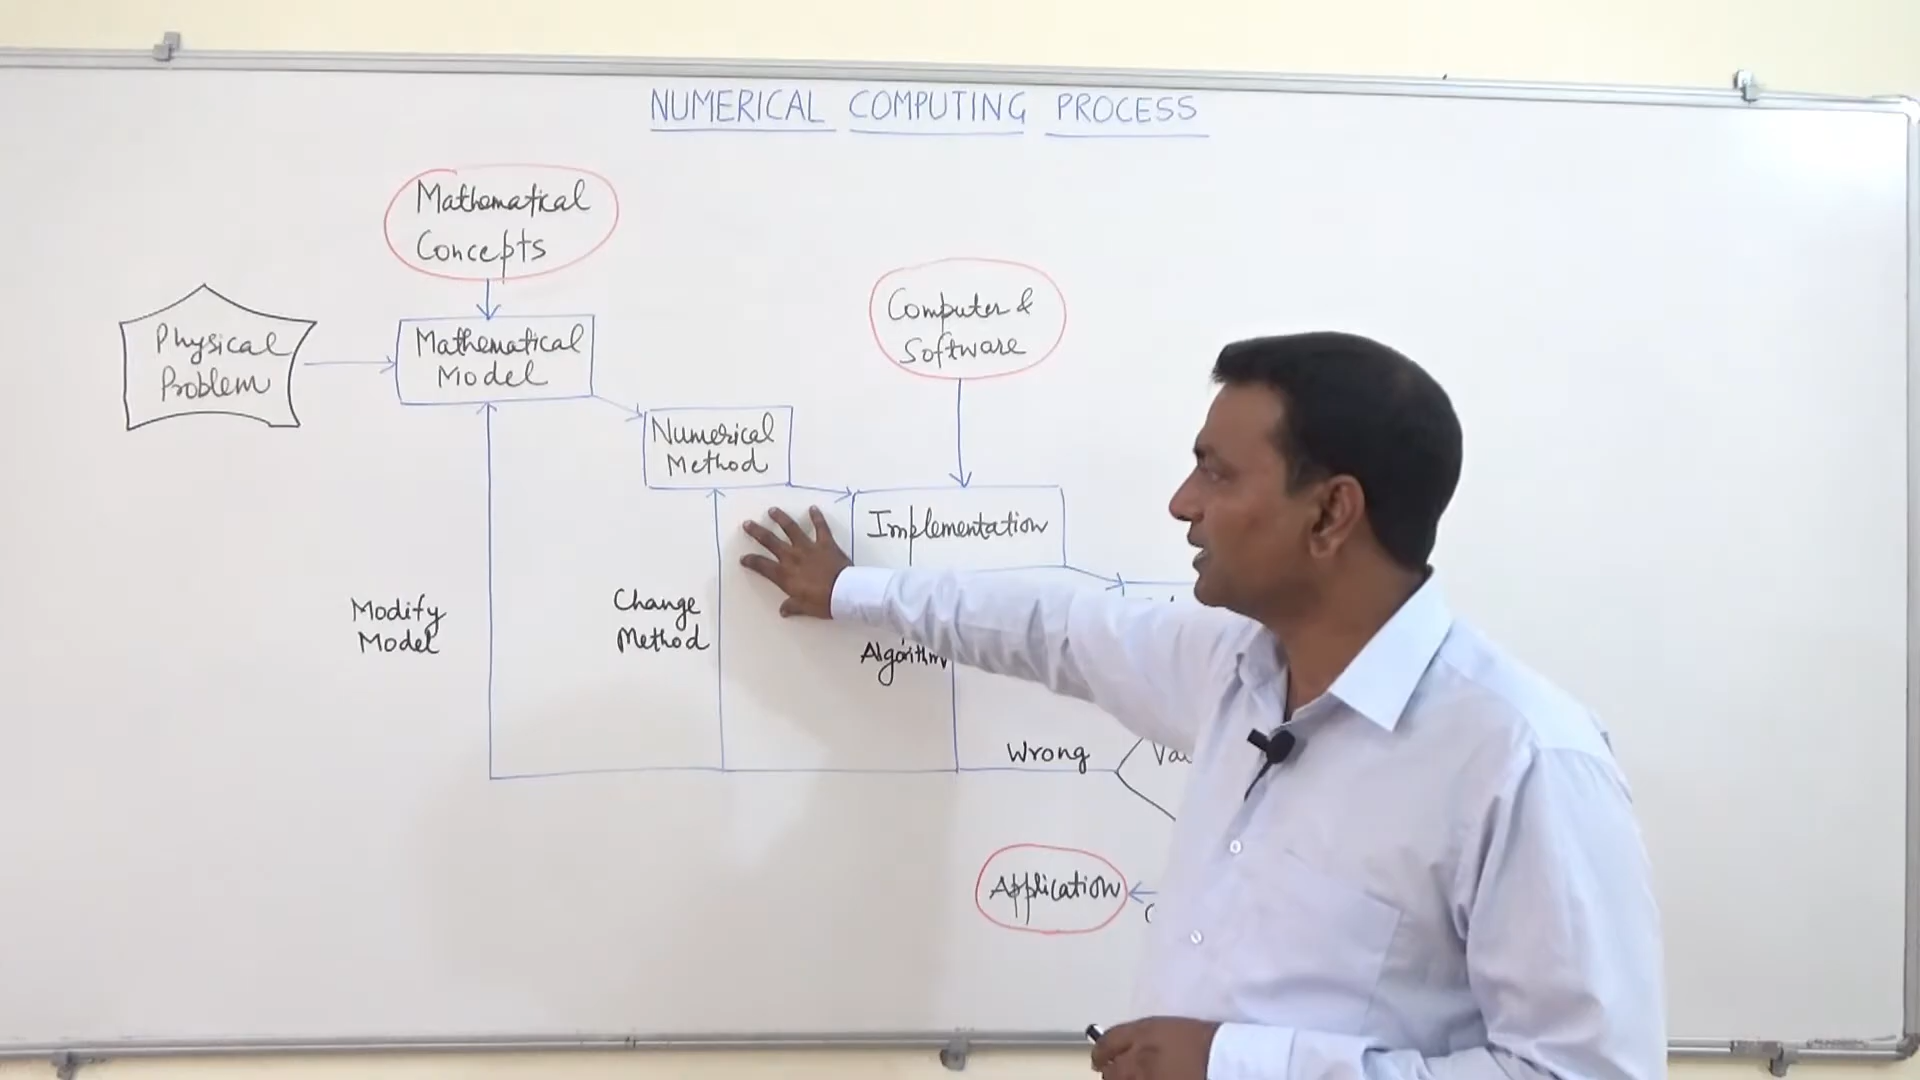 NUMERICAL COMPUTING PROCESS
Mathematical
Concepts
Physical
Problem
Mathematical
Model
Computer &
Software
Numerical
Method
Implementation
Modify
Model
Change
Method
Algorithm
Wrong
Application